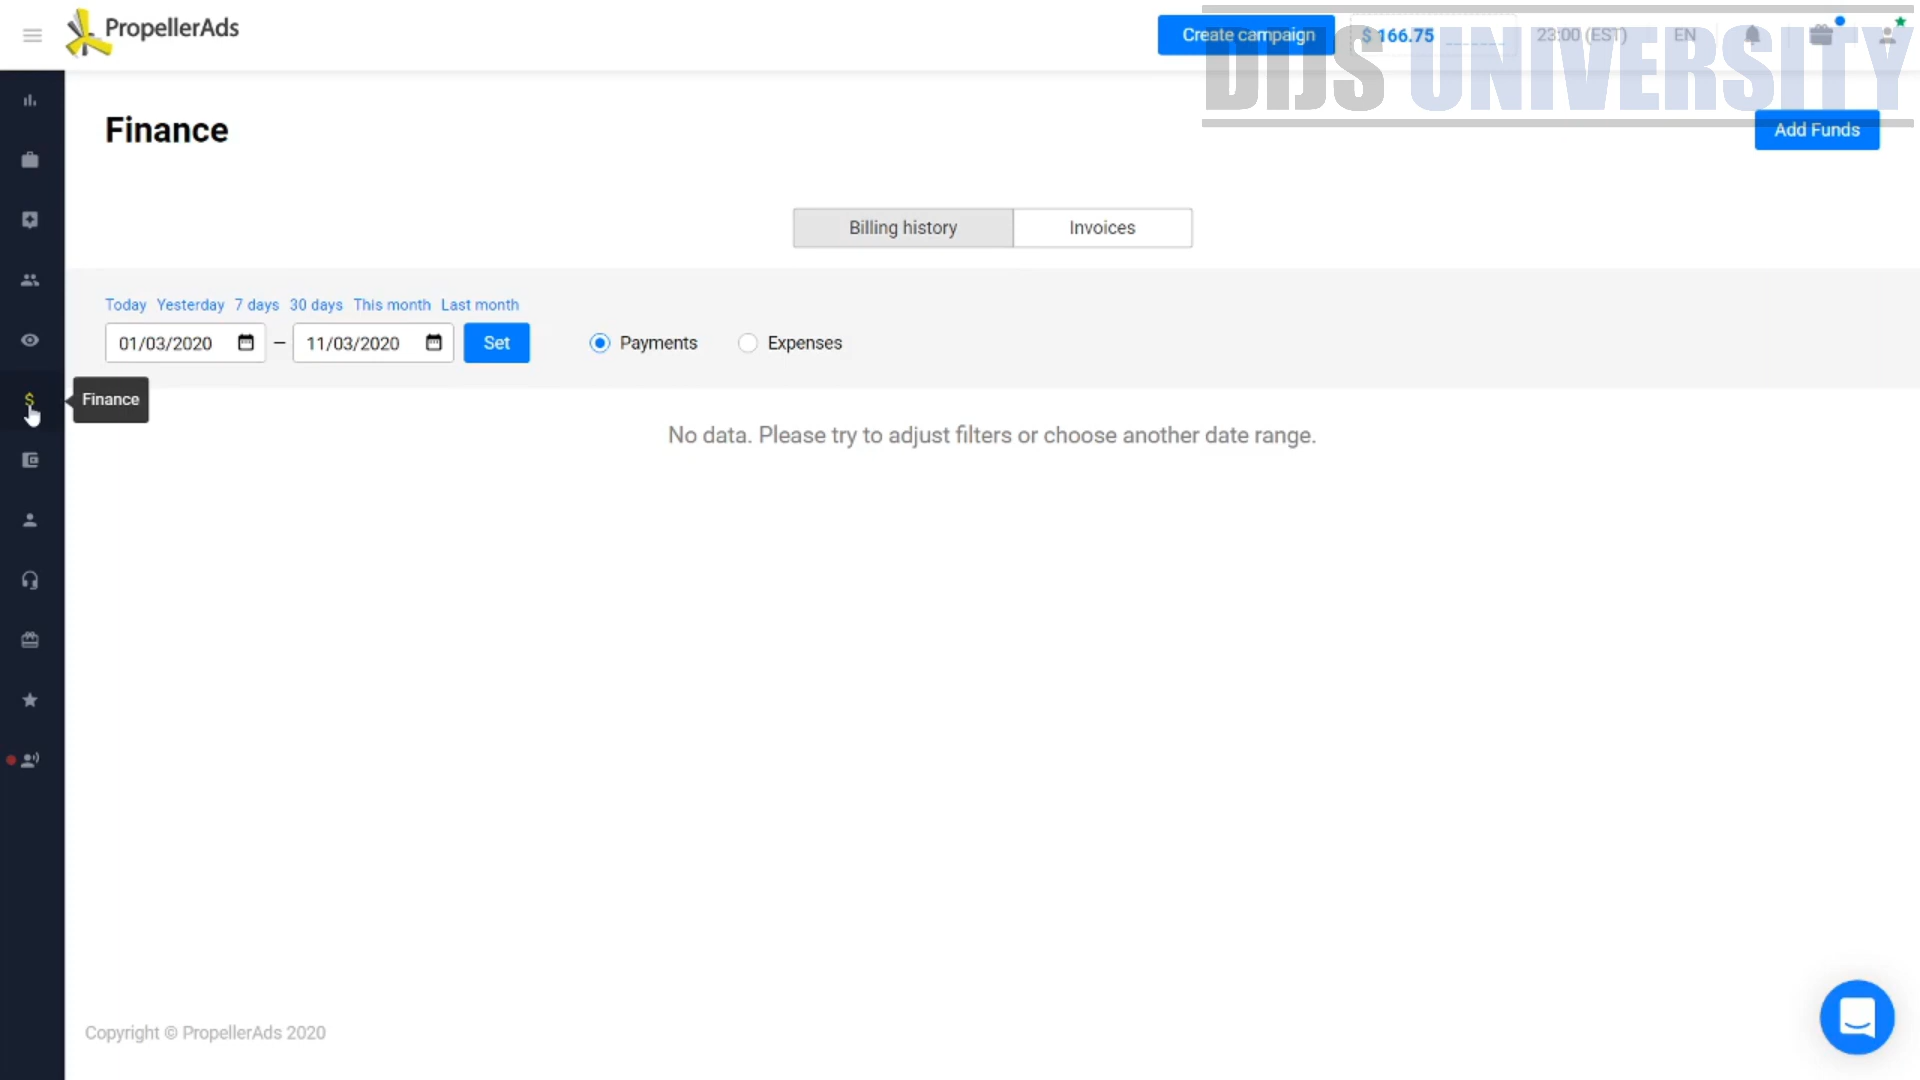 PropellerAds
Create campaign
$ 166.75
23:00 (EST)
EN
DIJS UNIVERSITY
Finance
Add Funds
Billing history
Invoices
Today Yesterday 7 days 30 days This month Last month
01/03/2020 – 11/03/2020 Set
Payments
Expenses
Finance
No data. Please try to adjust filters or choose another date range.
Copyright © PropellerAds 2020